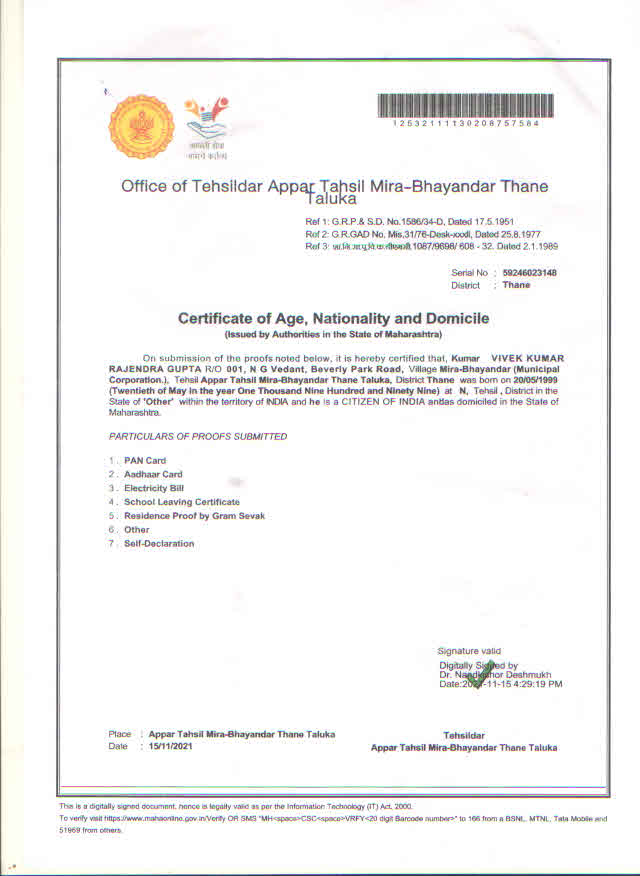 आपली सेवा
आमचे कर्तव्य
12532111130208757584
Office of Tehsildar Appar Tahsil Mira-Bhayandar Thane
Taluka
Ref 1: G.R.P.& S.D. No.1586/34-D, Dated 17.5.1951
Ref 2: G.R.GAD No. Mis.31/76-Desk-xxxll, Dated 25.8.1977
Ref 3: 1087/9698/ 608 - 32. Dated 2.1.1989
Serial No : 59246023148
District : Thane
Certificate of Age, Nationality and Domicile
(Issued by Authorities in the State of Maharashtra)
On submission of the proofs noted below, it is hereby certified that, Kumar VIVEK KUMAR
RAJENDRA GUPTA R/O 001, N G Vedant, Beverly Park Road, Village Mira-Bhayandar (Municipal
Corporation.), Tehsil Appar Tahsil Mira-Bhayandar Thane Taluka, District Thane was born on 20/05/1999
(Twentieth of May in the year One Thousand Nine Hundred and Ninety Nine) at N, Tehsil , District in the
State of 'Other' within the territory of INDIA and he is a CITIZEN OF INDIA and is domiciled in the State of
Maharashtra.
PARTICULARS OF PROOFS SUBMITTED
1 . PAN Card
2 . Aadhaar Card
3 . Electricity Bill
4 . School Leaving Certificate
5 . Residence Proof by Gram Sevak
6 . Other
7 . Self-Declaration
Signature valid
Digitally Signed by
Dr. Nandkishor Deshmukh
Date:2021-11-15 4:29:19 PM
Place : Appar Tahsil Mira-Bhayandar Thane Taluka
Date : 15/11/2021
Tehsildar
Appar Tahsil Mira-Bhayandar Thane Taluka
This is a digitally signed document, hence is legally valid as per the Information Technology (IT) Act, 2000.
To verify visit https://www.mahaonline.gov.in/Verify OR SMS "MH<space>CSC<space>VRFY<20 digit Barcode number>" to 166 from a BSNL, MTNL, Tata Mobile and
51969 from others.